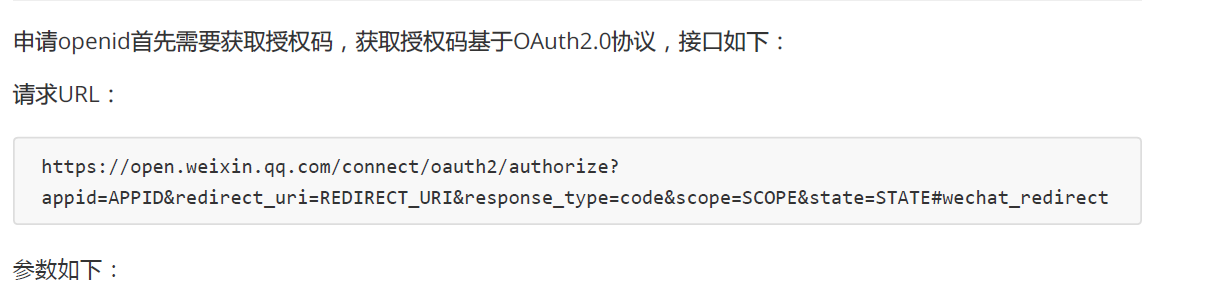 申请openid首先需要获取授权码，获取授权码基于OAuth2.0协议，接口如下：
请求URL：
https://open.weixin.qq.com/connect/oauth2/authorize?
appid=APPID&redirect_uri=REDIRECT_URI&response_type=code&scope=SCOPE&state=STATE#wechat_redirect
参数如下：